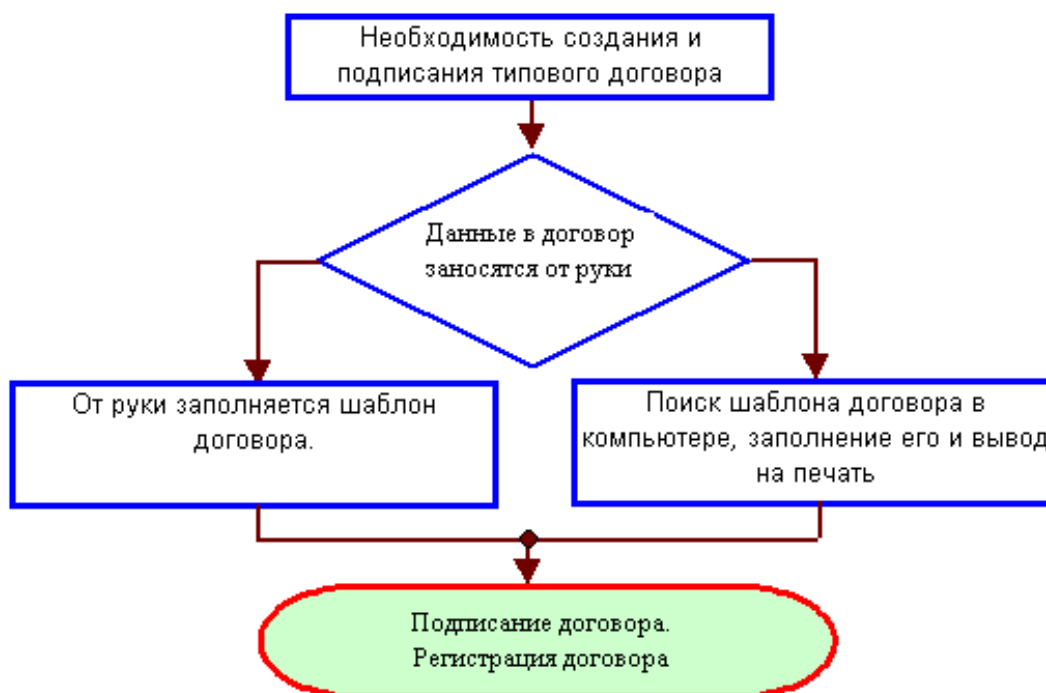 Необходимость создания и
подписания типового договора
Данные в договор
заносятся от руки
От руки заполняется шаблон
договора.
Поиск шаблона договора в
компьютере, заполнение его и вывод
на печать
Подписание договора.
Регистрация договора